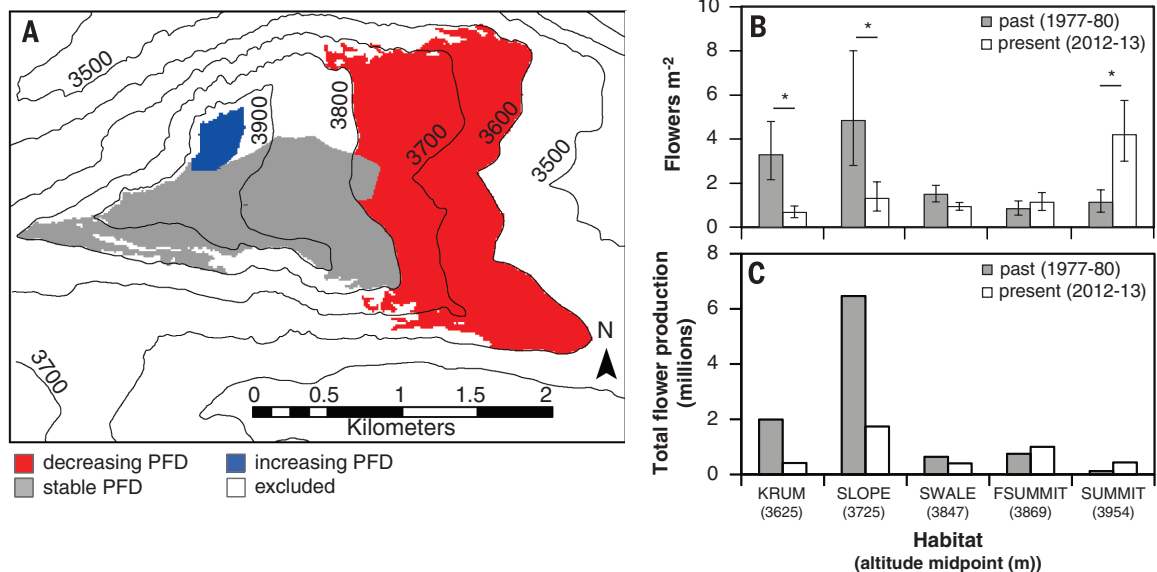 A
3500
3900
3800
3700
3600
3500
3700
N
0 0.5 1 1.5 2
Kilometers
decreasing PFD
increasing PFD
stable PFD
excluded
B
past (1977-80)
present (2012-13)
Flowers m-2
10
8
6
4
2
0
*
*
*
C
past (1977-80)
present (2012-13)
Total flower production
(millions)
8
6
4
2
0
KRUM SLOPE SWALE FSUMMIT SUMMIT
(3625) (3725) (3847) (3869) (3954)
Habitat
(altitude midpoint (m))